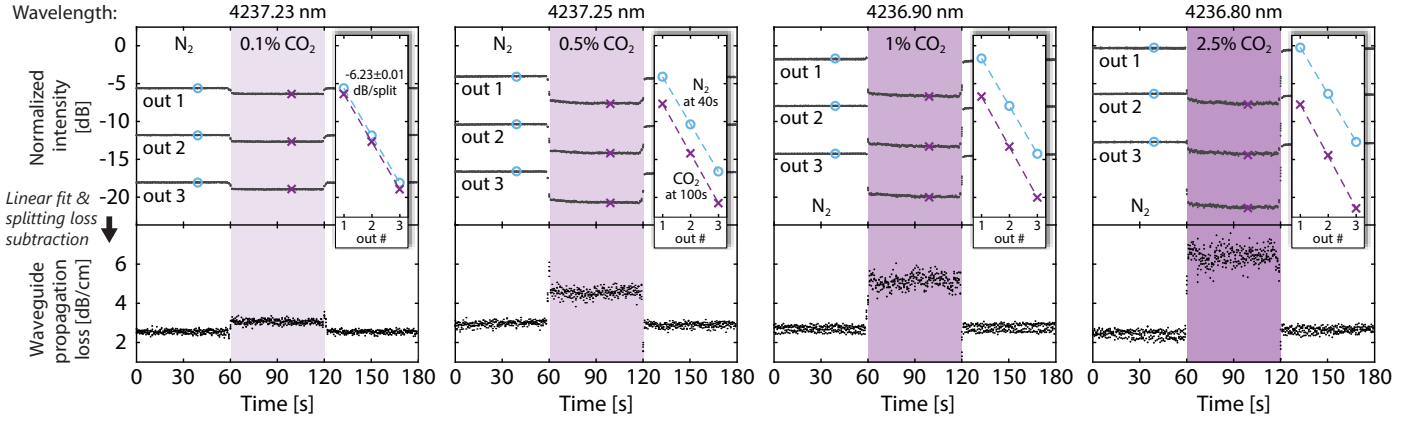 Wavelength:
4237.23 nm
4237.25 nm
4236.90 nm
4236.80 nm
Normalized
intensity
[dB]
0
-5
-10
-15
-20
N₂
0.1% CO₂
out 1
out 2
out 3
-6.23±0.01
dB/split
1 2 3
out #
N₂
0.5% CO₂
out 1
out 2
out 3
N₂
at 40s
CO₂
at 100s
1 2 3
out #
1% CO₂
out 1
out 2
out 3
N₂
1 2 3
out #
2.5% CO₂
out 1
out 2
out 3
N₂
1 2 3
out #
Linear fit &
splitting loss
subtraction
Waveguide
propagation
loss [dB/cm]
6
4
2
0 30 60 90 120 150 180
Time [s]
0 30 60 90 120 150 180
Time [s]
0 30 60 90 120 150 180
Time [s]
0 30 60 90 120 150 180
Time [s]